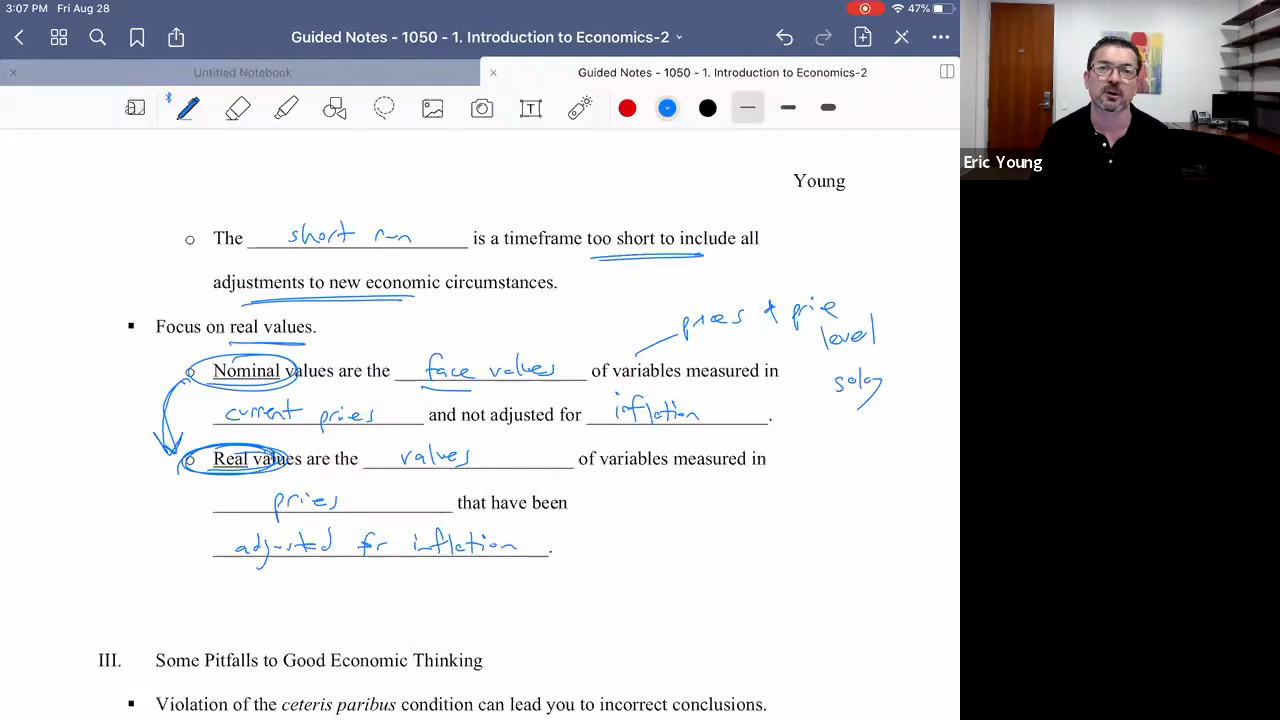 3:07 PM Fri Aug 28
47%
Guided Notes - 1050 - 1. Introduction to Economics-2
Untitled Notebook
Guided Notes - 1050 - 1. Introduction to Economics-2
T
Eric Young
Young
The short run is a timeframe too short to include all
adjustments to new economic circumstances.
Focus on real values.
prices + price
level
Nominal values are the face values of variables measured in
current prices and not adjusted for inflation.
Real values are the values of variables measured in
prices that have been
adjusted for inflation.
III. Some Pitfalls to Good Economic Thinking
Violation of the ceteris paribus condition can lead you to incorrect conclusions.